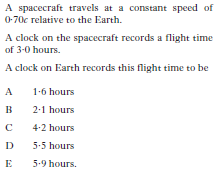 A spacecraft travels at a constant speed of
0·70c relative to the Earth.
A clock on the spacecraft records a flight time
of 3·0 hours.
A clock on Earth records this flight time to be
A 1·6 hours
B 2·1 hours
C 4·2 hours
D 5·5 hours
E 5·9 hours.